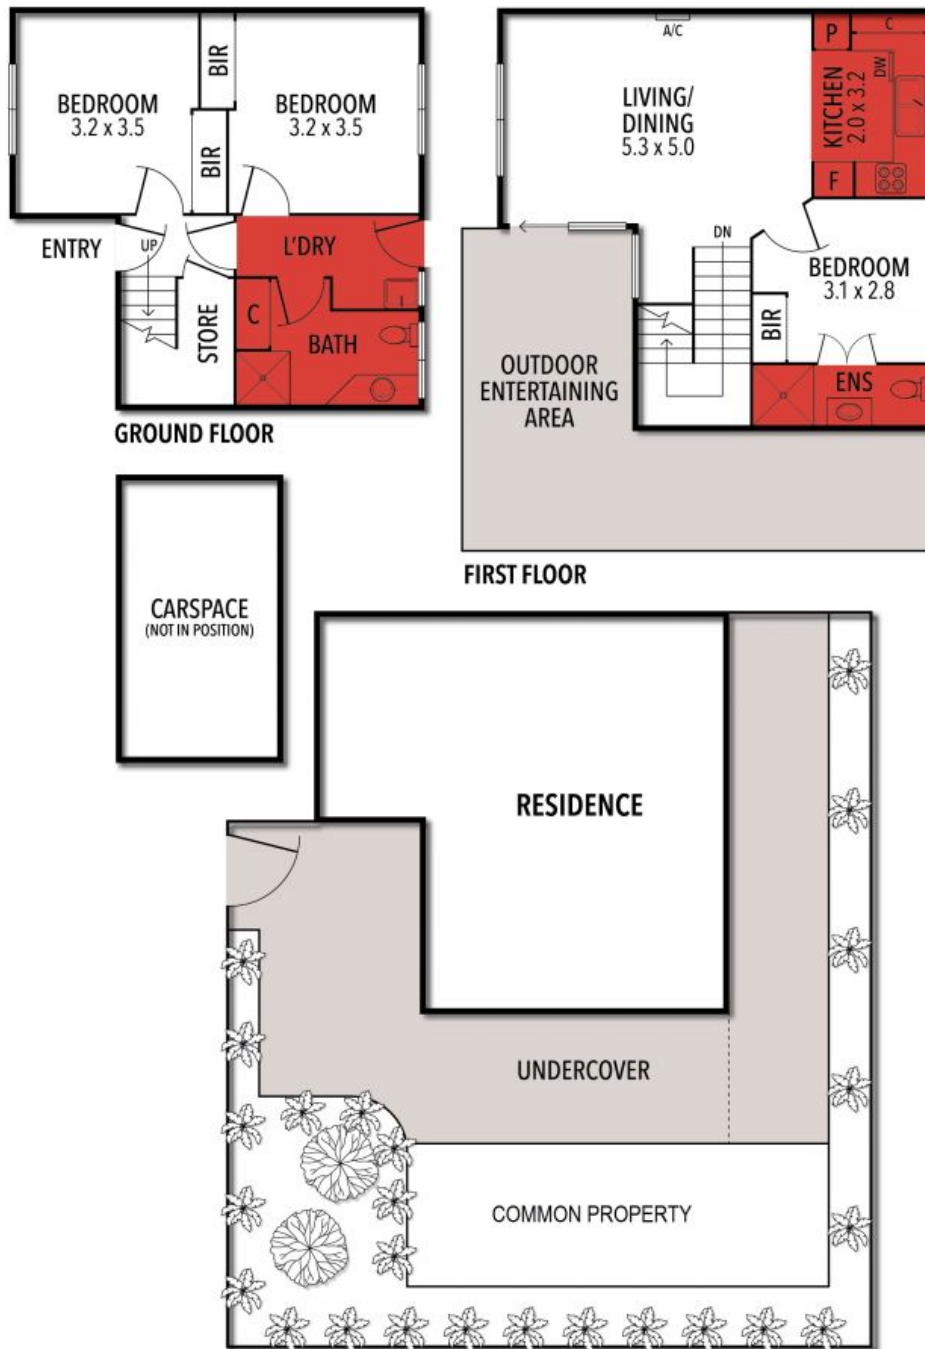 BEDROOM
3.2 x 3.5
BIR
BIR
BEDROOM
3.2 x 3.5
ENTRY
UP
L'DRY
STORE
C
BATH
GROUND FLOOR
A/C
P
C
LIVING/
DINING
5.3 x 5.0
KITCHEN
2.0 x 3.2
DW
F
DN
BEDROOM
3.1 x 2.8
BIR
ENS
OUTDOOR
ENTERTAINING
AREA
FIRST FLOOR
CARSPACE
(NOT IN POSITION)
RESIDENCE
UNDERCOVER
COMMON PROPERTY